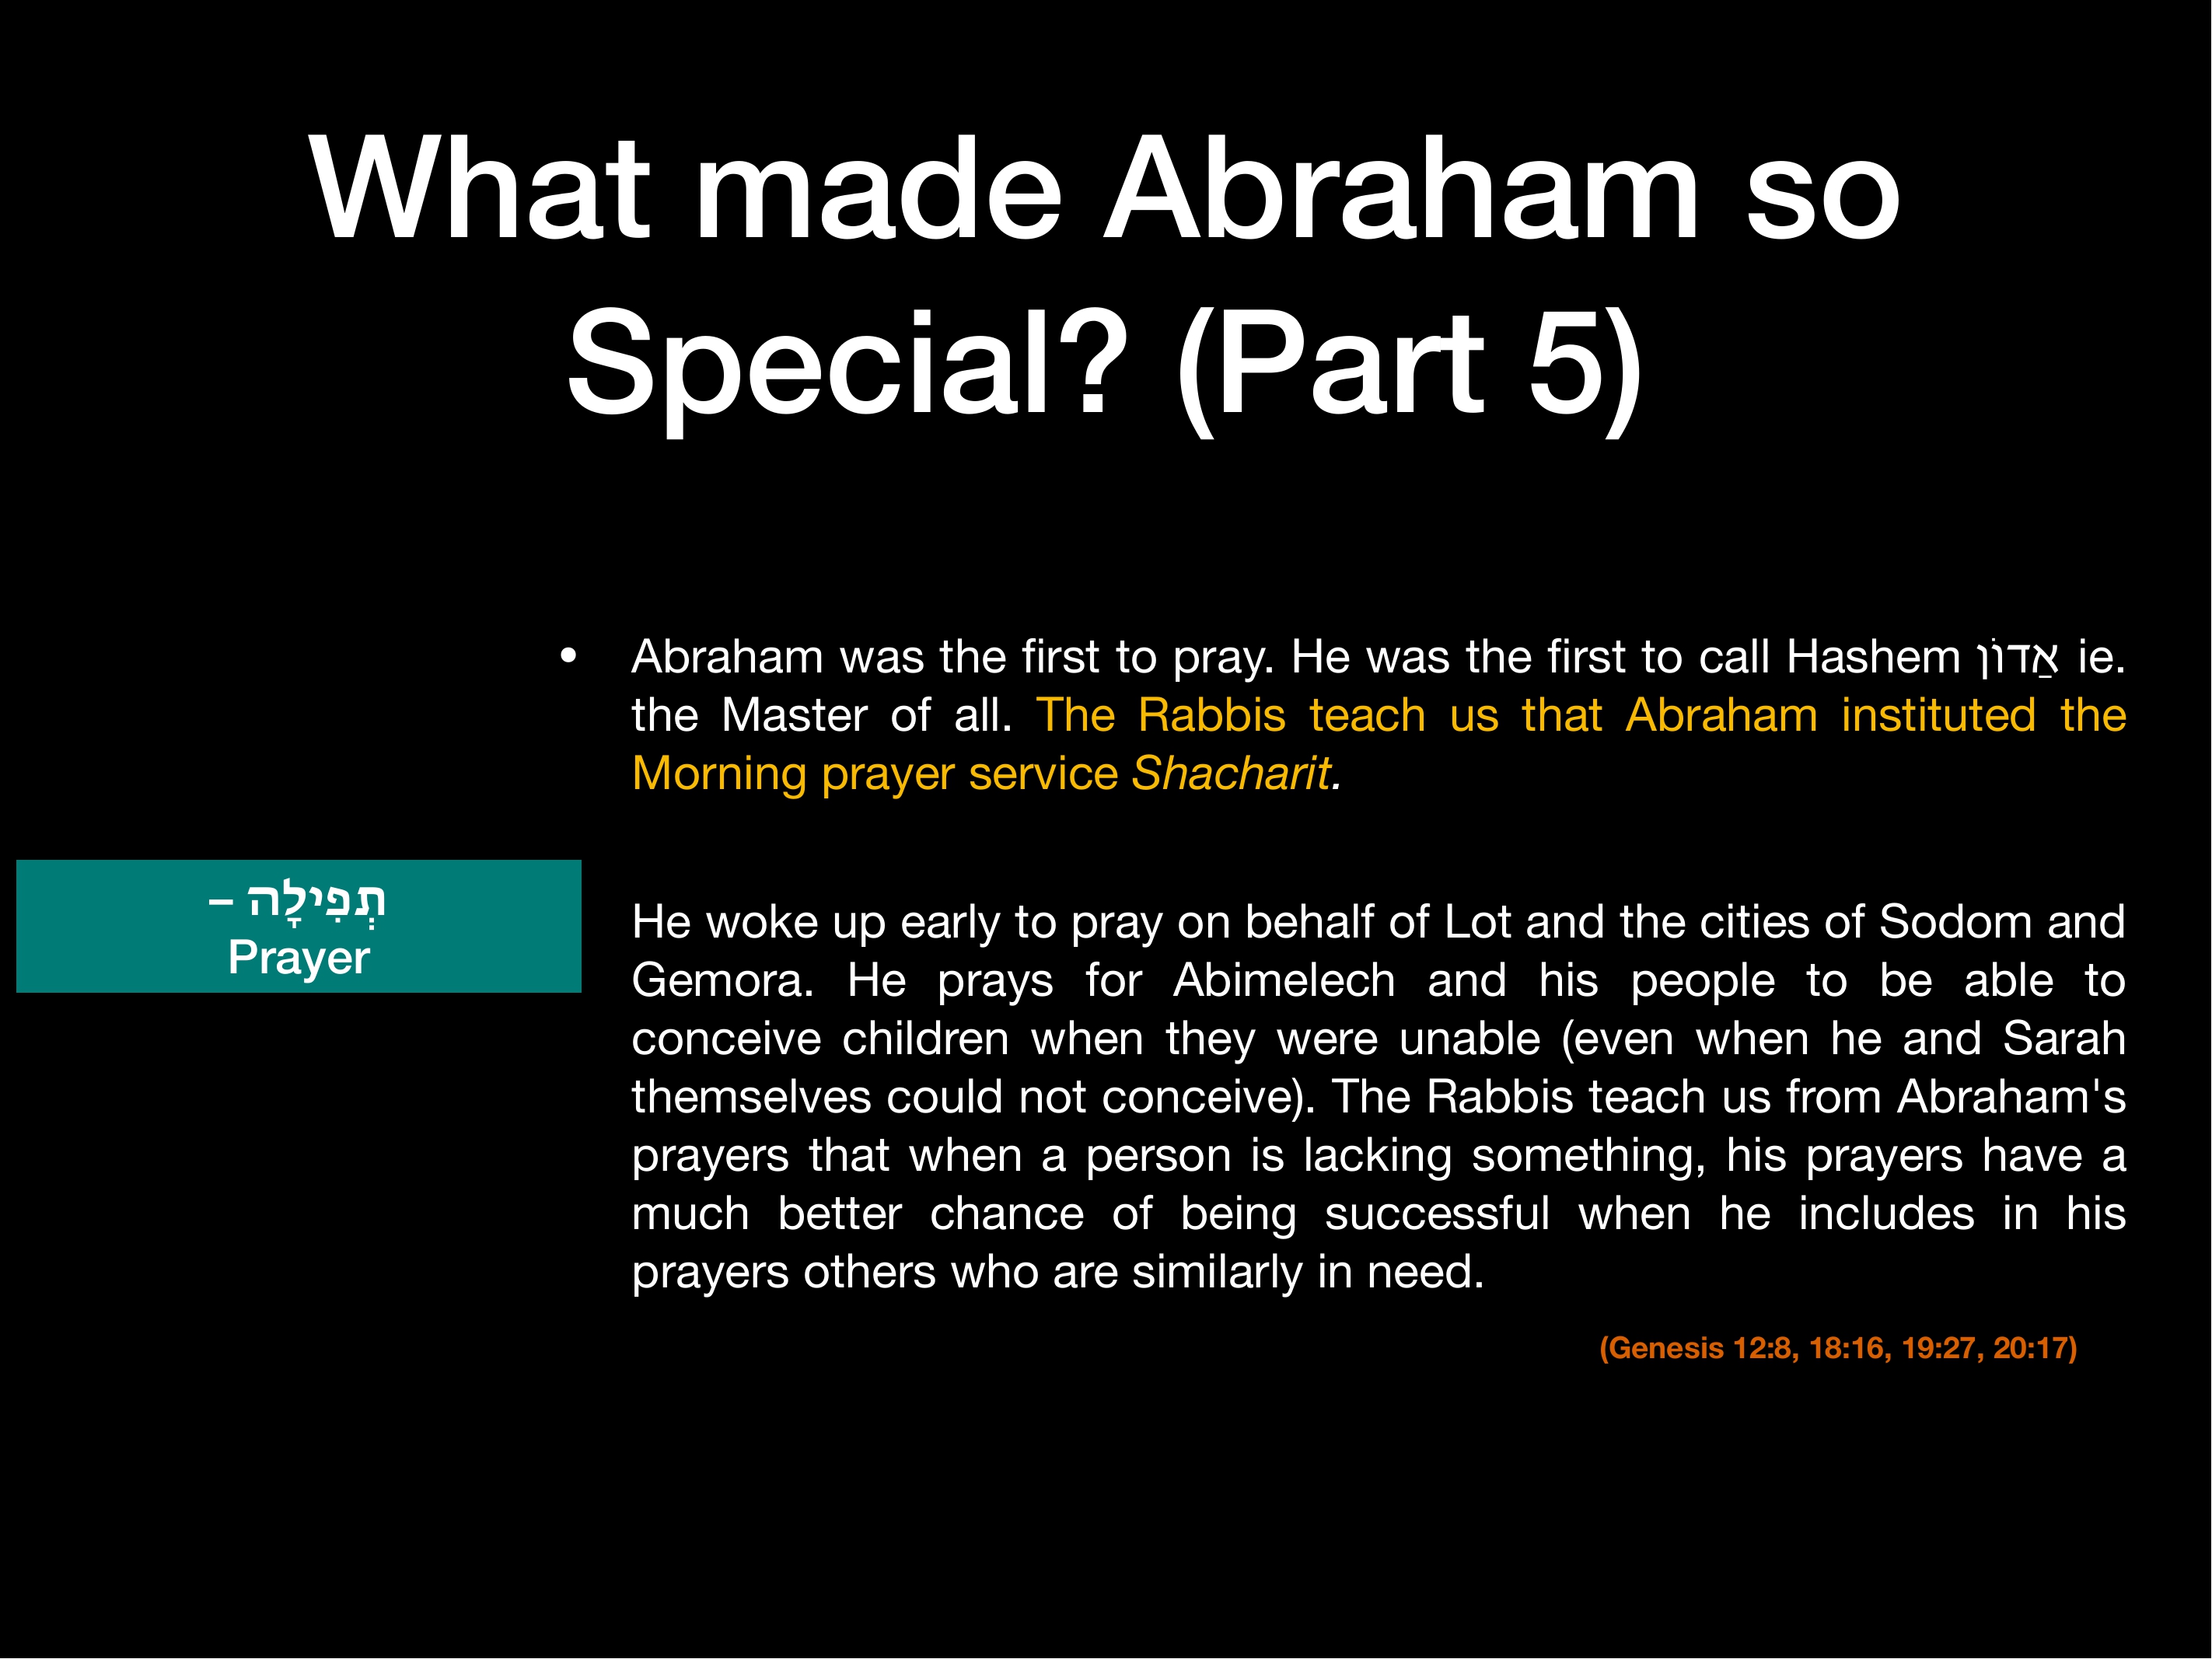 What made Abraham so
Special? (Part 5)
• Abraham was the first to pray. He was the first to call Hashem אֲדוֹן ie.
the Master of all. The Rabbis teach us that Abraham instituted the
Morning prayer service Shacharit.
תְפִילָה –
Prayer
He woke up early to pray on behalf of Lot and the cities of Sodom and
Gemora. He prays for Abimelech and his people to be able to
conceive children when they were unable (even when he and Sarah
themselves could not conceive). The Rabbis teach us from Abraham's
prayers that when a person is lacking something, his prayers have a
much better chance of being successful when he includes in his
prayers others who are similarly in need.
(Genesis 12:8, 18:16, 19:27, 20:17)